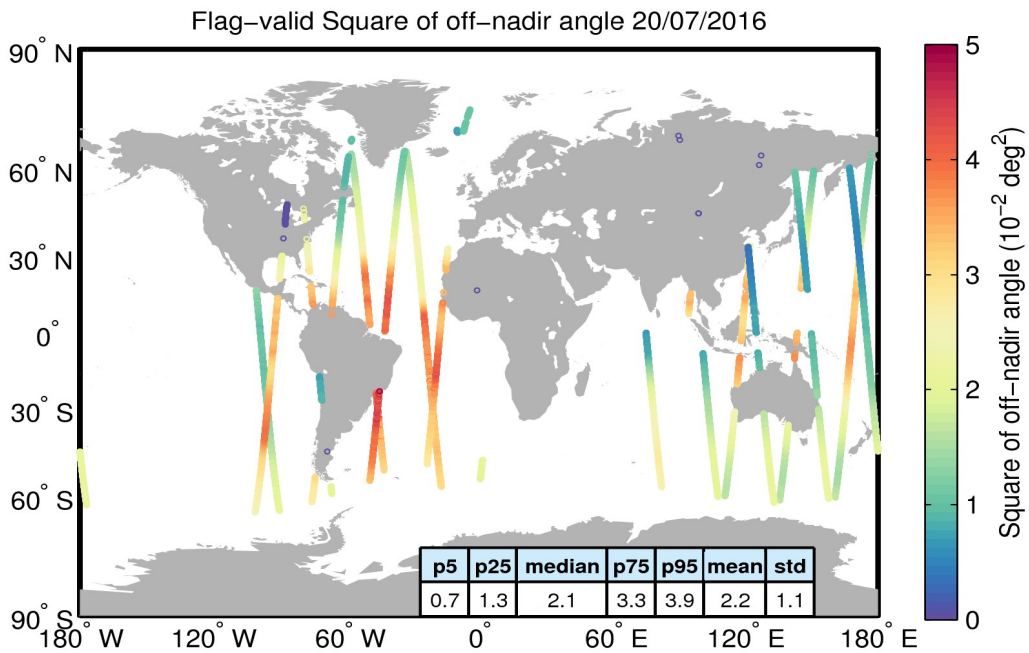 Flag−valid Square of off−nadir angle 20/07/2016
90° N
60° N
30° N
0°
30° S
60° S
90° S
180° W
120° W
60° W
0°
60° E
120° E
180° E
p5 p25 median p75 p95 mean std
0.7 1.3 2.1 3.3 3.9 2.2 1.1
5
4
3
2
1
0
Square of off−nadir angle (10⁻² deg²)